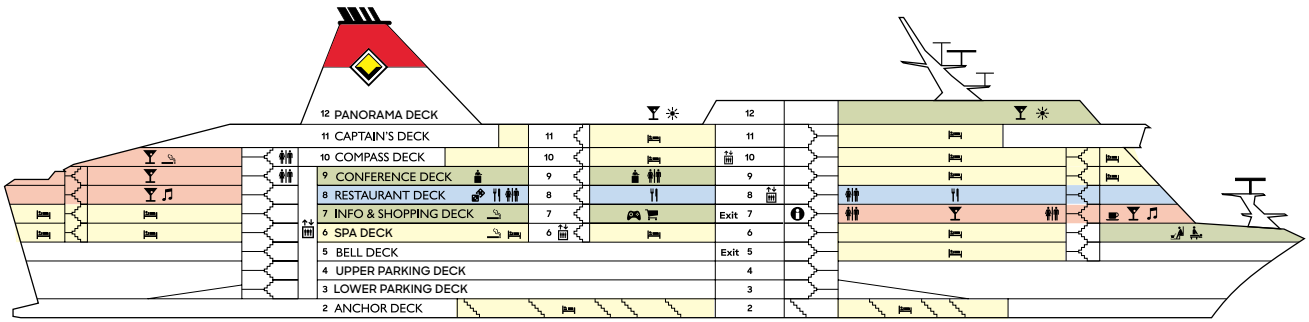 12 PANORAMA DECK 12
11 CAPTAIN'S DECK 11 11
10 COMPASS DECK 10 10
9 CONFERENCE DECK 9 9
8 RESTAURANT DECK 8 8
7 INFO & SHOPPING DECK 7 Exit 7
6 SPA DECK 6 6
5 BELL DECK Exit 5
4 UPPER PARKING DECK 4
3 LOWER PARKING DECK 3
2 ANCHOR DECK 2